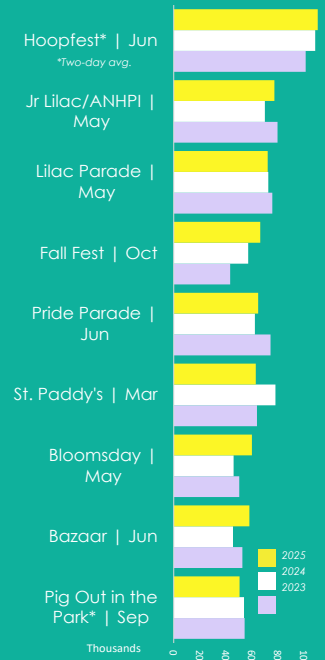 Hoopfest* | Jun
*Two-day avg.
Jr Lilac/ANHPI |
May
Lilac Parade |
May
Fall Fest | Oct
Pride Parade |
Jun
St. Paddy's | Mar
Bloomsday |
May
Bazaar | Jun
2025
2024
2023
Pig Out in the
Park* | Sep
Thousands
0
20
40
60
80